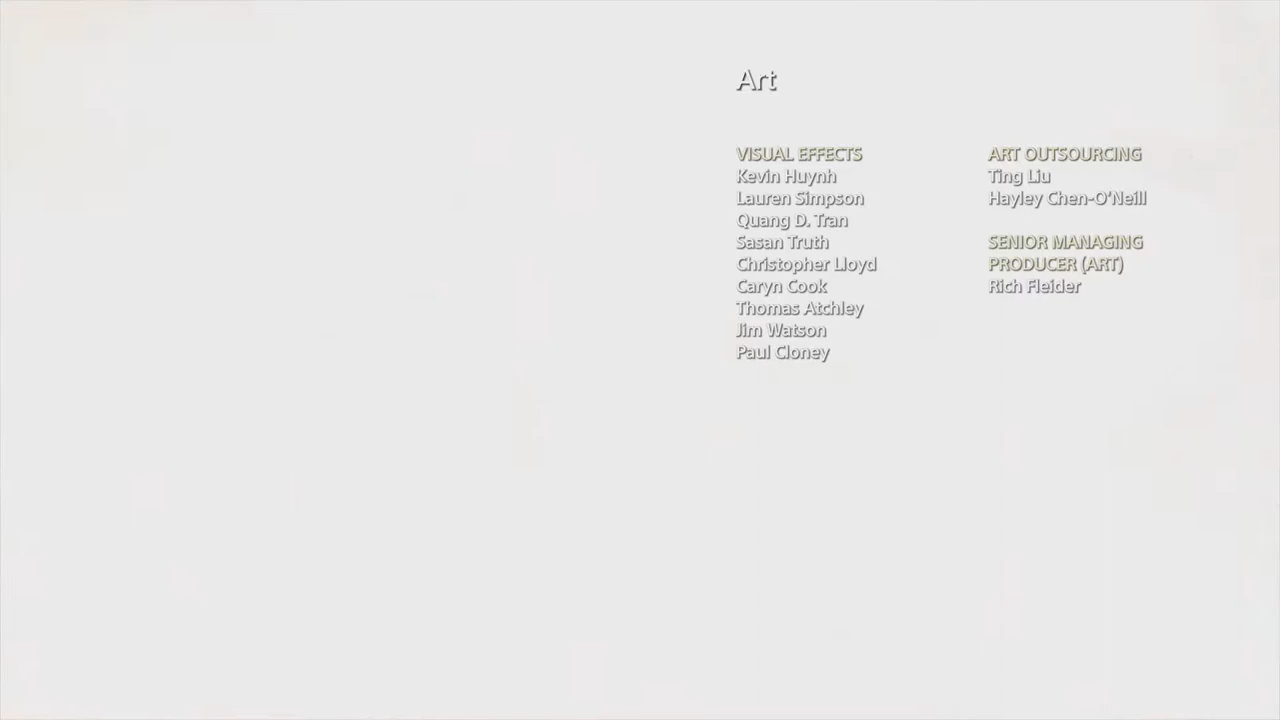 Art
VISUAL EFFECTS
Kevin Huynh
Lauren Simpson
Quang D. Tran
Sasan Truth
Christopher Lloyd
Caryn Cook
Thomas Atchley
Jim Watson
Paul Cloney
ART OUTSOURCING
Ting Liu
Hayley Chen-O'Neill
SENIOR MANAGING
PRODUCER (ART)
Rich Fleider